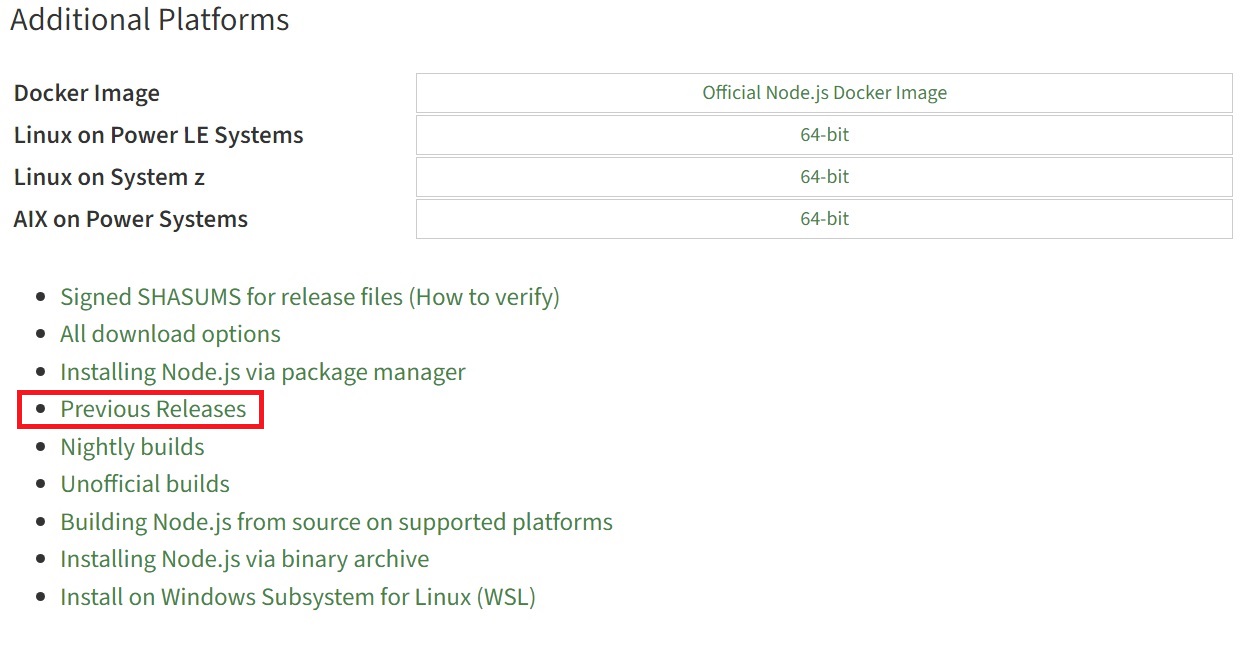 Additional Platforms
Docker Image Official Node.js Docker Image
Linux on Power LE Systems 64-bit
Linux on System z 64-bit
AIX on Power Systems 64-bit
Signed SHASUMS for release files (How to verify)
All download options
Installing Node.js via package manager
Previous Releases
Nightly builds
Unofficial builds
Building Node.js from source on supported platforms
Installing Node.js via binary archive
Install on Windows Subsystem for Linux (WSL)